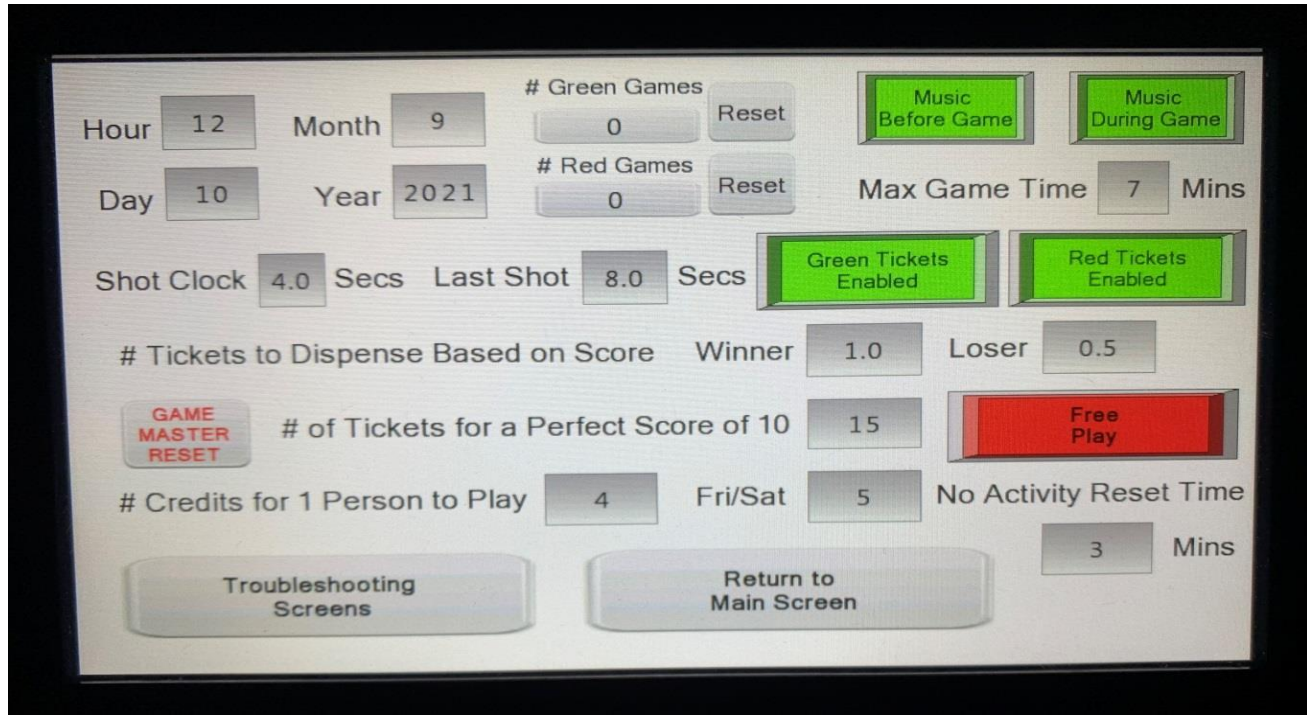 # Green Games
Hour 12 Month 9 0 Reset
Music
Before Game
Music
During Game
# Red Games
Day 10 Year 2021 0 Reset
Max Game Time 7 Mins
Shot Clock 4.0 Secs Last Shot 8.0 Secs
Green Tickets
Enabled
Red Tickets
Enabled
# Tickets to Dispense Based on Score Winner 1.0 Loser 0.5
GAME
MASTER
RESET
# of Tickets for a Perfect Score of 10 15
Free
Play
# Credits for 1 Person to Play 4 Fri/Sat 5 No Activity Reset Time
3 Mins
Troubleshooting
Screens
Return to
Main Screen